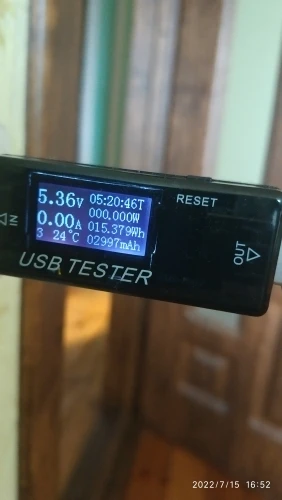 RESET
5.36V 05:20:46T
000.000W
0.00A 015.379Wh
3 24°C 02997mAh
IN
OUT
USB TESTER
2022/7/15 16:52